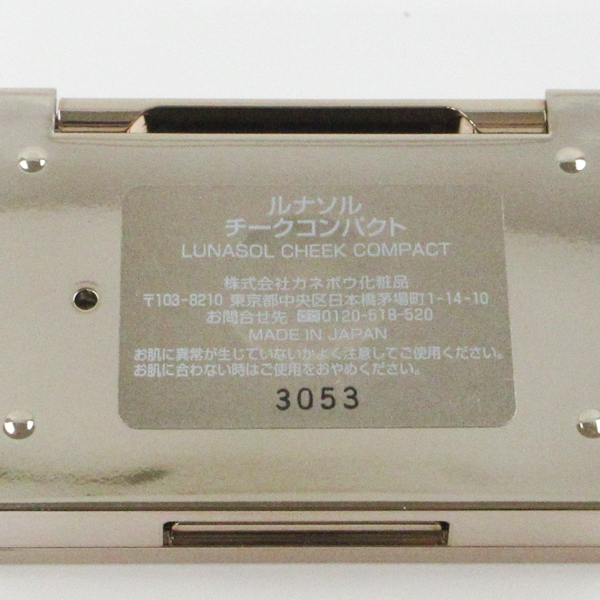 ルナソル
チークコンパクト
LUNASOL CHEEK COMPACT
株式会社カネボウ化粧品
〒103-8210 東京都中央区日本橋茅場町1-14-10
お問合せ先 0120-518-520
MADE IN JAPAN
お肌に異常が生じていないかよく注意してご使用ください。
お肌に合わない時はご使用をおやめください。
3053